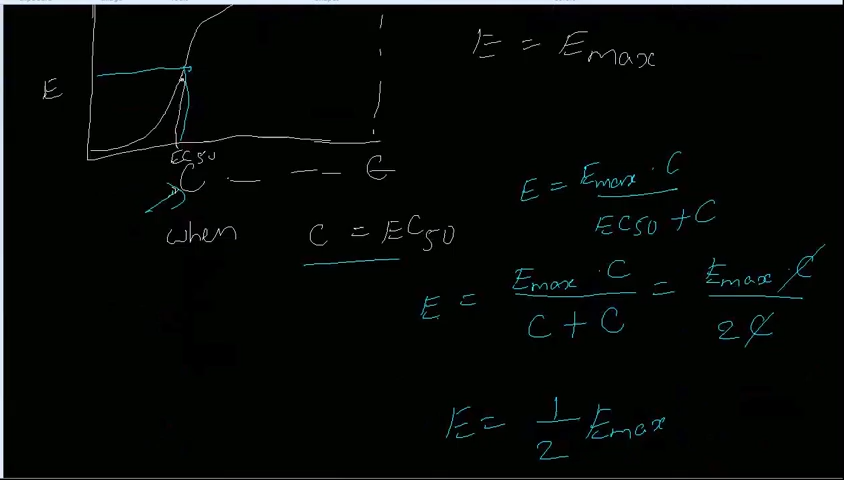 E = Emax
E
EC50
C
C
E = Emax · C / EC50 + C
when C = EC50
E = Emax · C / C + C = Emax · C / 2C
E = 1/2 Emax